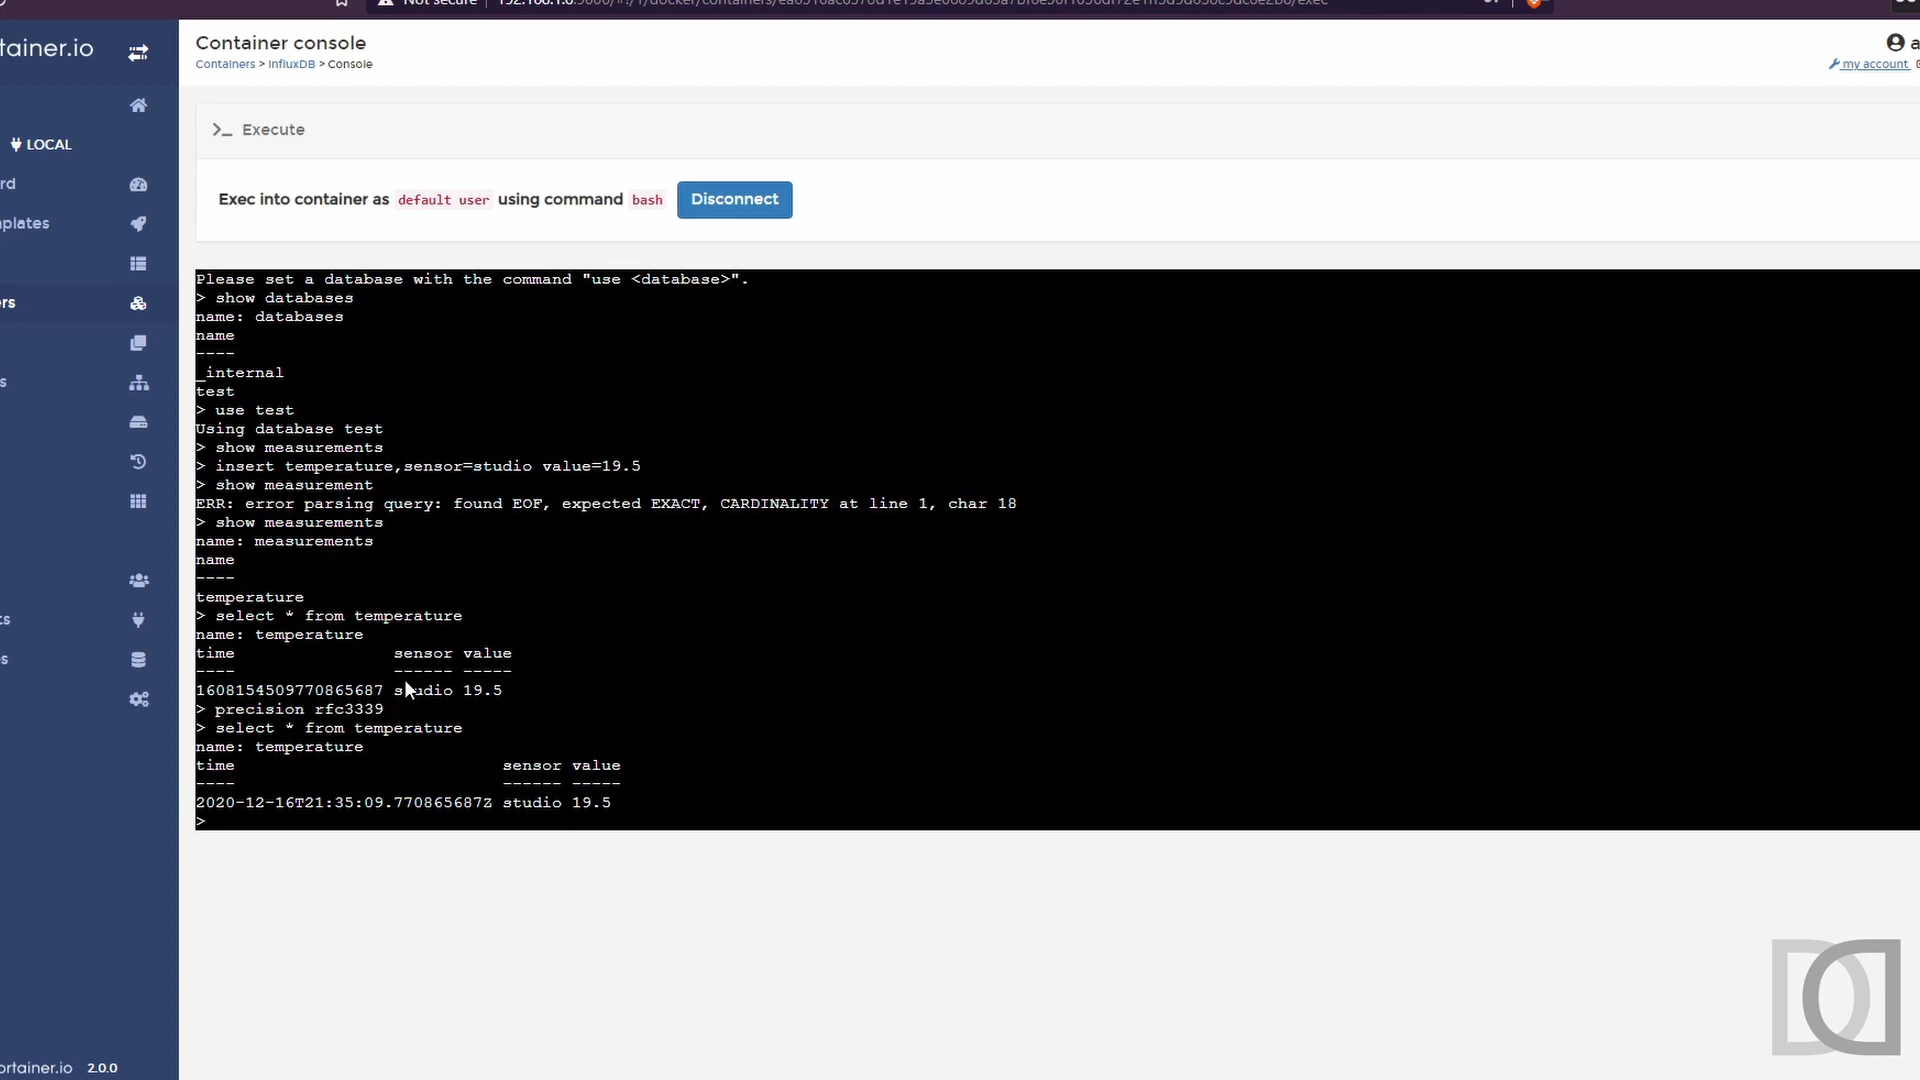 Not secure
tainer.io
Container console
Containers > InfluxDB > Console
my account
Execute
LOCAL
Exec into container as default user using command bash Disconnect
Please set a database with the command "use <database>".
> show databases
name: databases
name
----
_internal
test
> use test
Using database test
> show measurements
> insert temperature,sensor=studio value=19.5
> show measurement
ERR: error parsing query: found EOF, expected EXACT, CARDINALITY at line 1, char 18
> show measurements
name: measurements
name
----
temperature
> select * from temperature
name: temperature
time sensor value
---- ------ -----
1608154509770865687 studio 19.5
> precision rfc3339
> select * from temperature
name: temperature
time sensor value
---- ------ -----
2020-12-16T21:35:09.770865687Z studio 19.5
>
rd
plates
rs
s
ts
s
ortainer.io 2.0.0